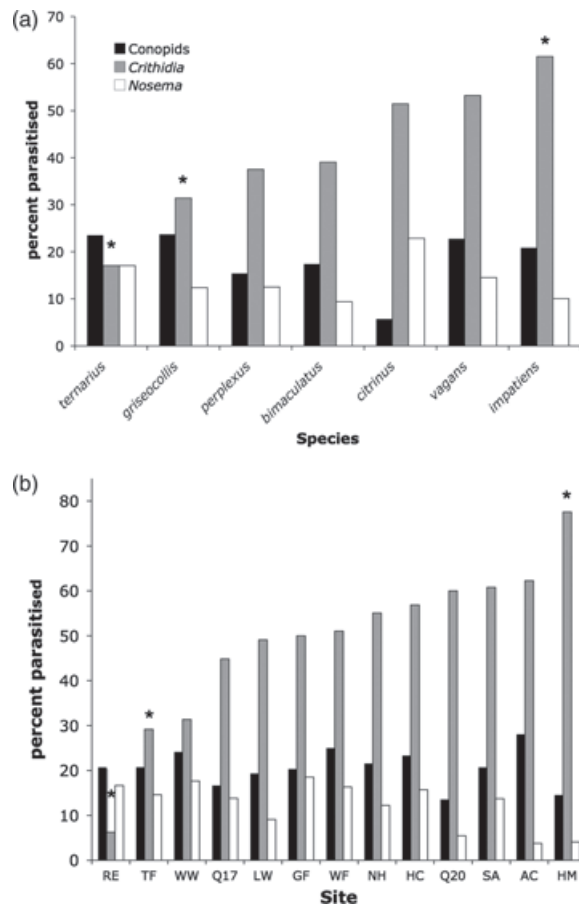 (a)
70
60
50
40
30
20
10
0
percent parasitised
Conopids
Crithidia
Nosema
*
*
*
ternarius
griseocollis
perplexus
bimaculatus
citrinus
vagans
impatiens
Species
(b)
80
70
60
50
40
30
20
10
0
percent parasitised
*
*
*
RE TF WW Q17 LW GF WF NH HC Q20 SA AC HM
Site